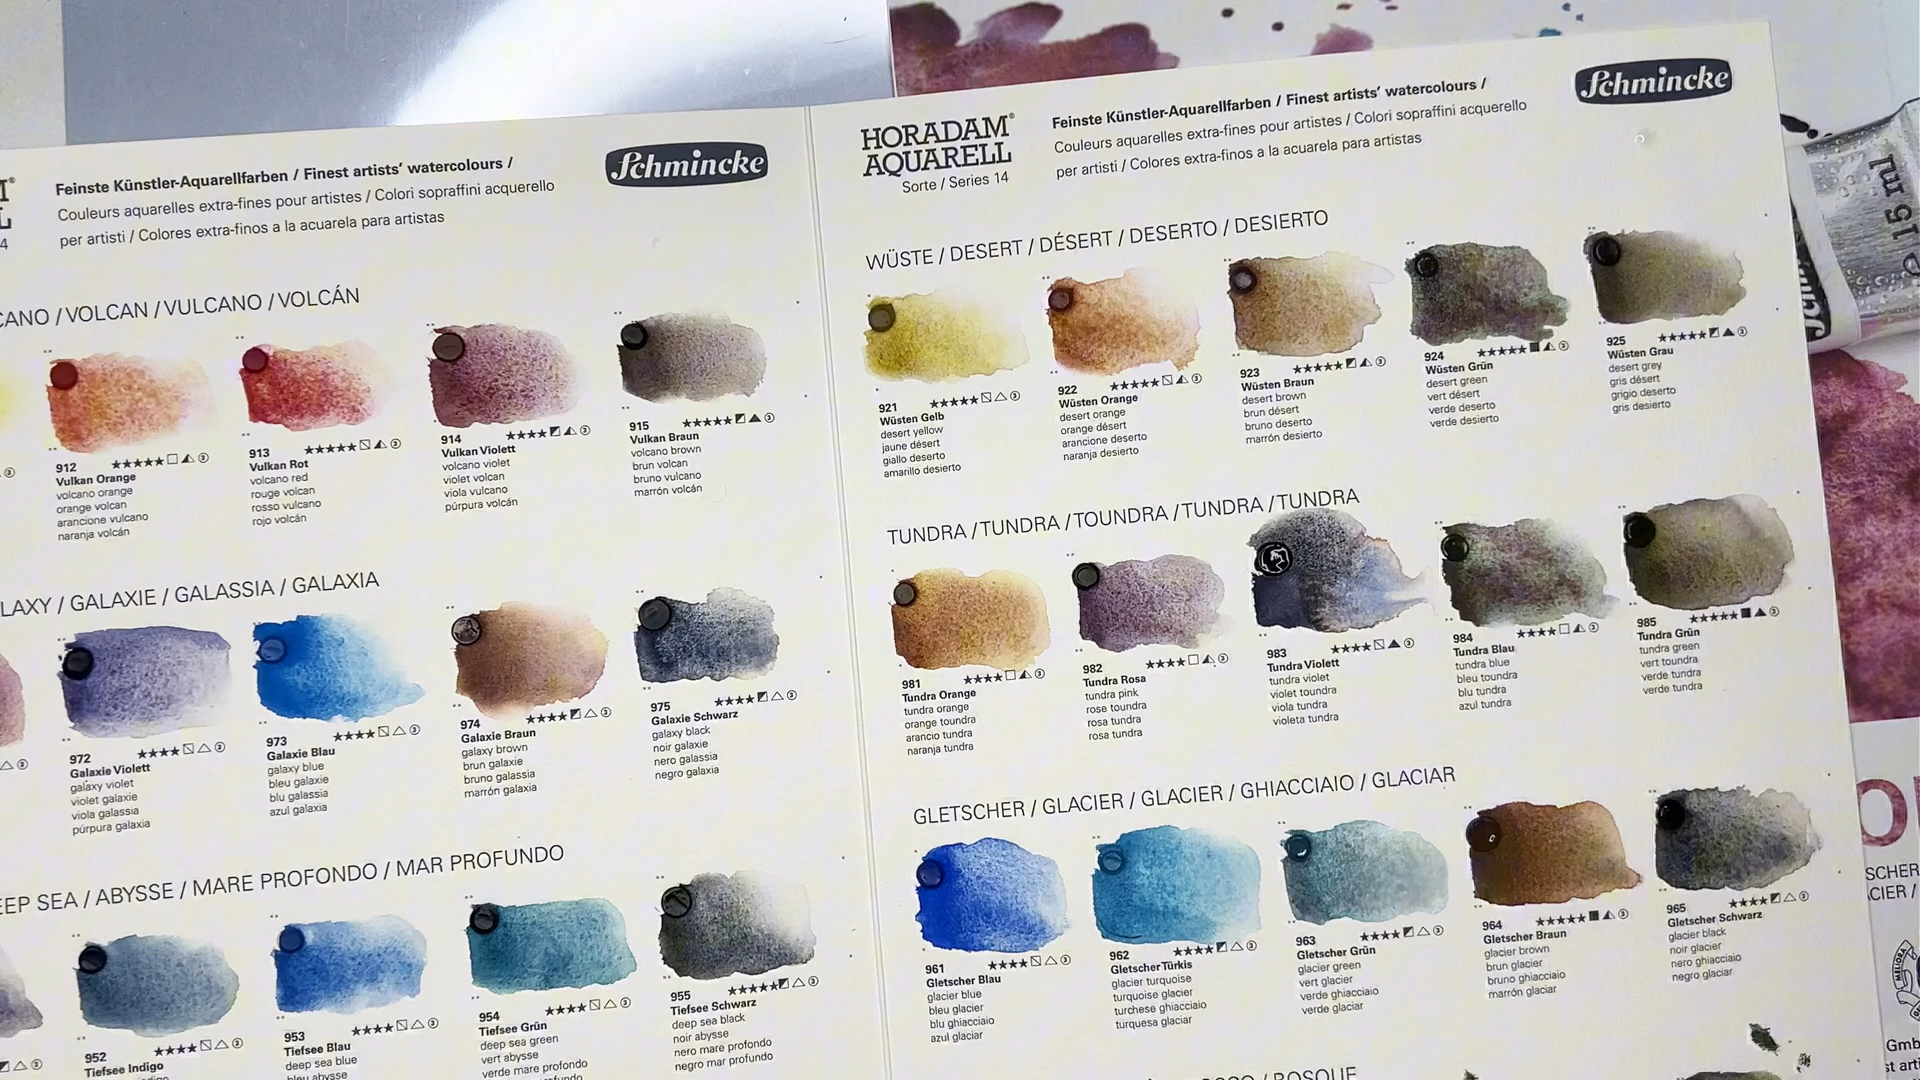 Feinste Künstler-Aquarellfarben / Finest artists' watercolours /
Couleurs aquarelles extra-fines pour artistes / Colori sopraffini acquerello
per artisti / Colores extra-finos a la acuarela para artistas
Schmincke
CANO / VOLCAN / VULCANO / VOLCÁN
912
Vulkan Orange
volcano orange
orange volcan
arancione vulcano
naranja volcán
913
Vulkan Rot
volcano red
rouge volcan
rosso vulcano
rojo volcán
914
Vulkan Violett
volcano violet
violet volcan
viola vulcano
púrpura volcán
915
Vulkan Braun
volcano brown
brun volcan
bruno vulcano
marrón volcán
LAXY / GALAXIE / GALASSIA / GALAXIA
972
Galaxie Violett
galaxy violet
violet galaxie
viola galassia
púrpura galaxia
973
Galaxie Blau
galaxy blue
bleu galaxie
blu galassia
azul galaxia
974
Galaxie Braun
galaxy brown
brun galaxie
bruno galassia
marrón galaxia
975
Galaxie Schwarz
galaxy black
noir galaxie
nero galassia
negro galaxia
EEP SEA / ABYSSE / MARE PROFONDO / MAR PROFUNDO
952
Tiefsee Indigo
953
Tiefsee Blau
deep sea blue
bleu abysse
954
Tiefsee Grün
deep sea green
vert abysse
verde mare profondo
955
Tiefsee Schwarz
deep sea black
noir abysse
nero mare profondo
negro mar profundo
HORADAM®
AQUARELL
Sorte / Series 14
Feinste Künstler-Aquarellfarben / Finest artists' watercolours /
Couleurs aquarelles extra-fines pour artistes / Colori sopraffini acquerello
per artisti / Colores extra-finos a la acuarela para artistas
Schmincke
WÜSTE / DESERT / DÉSERT / DESERTO / DESIERTO
921
Wüsten Gelb
desert yellow
jaune désert
giallo deserto
amarillo desierto
922
Wüsten Orange
desert orange
orange désert
arancione deserto
naranja desierto
923
Wüsten Braun
desert brown
brun désert
bruno deserto
marrón desierto
924
Wüsten Grün
desert green
vert désert
verde deserto
verde desierto
925
Wüsten Grau
desert grey
gris désert
grigio deserto
gris desierto
TUNDRA / TUNDRA / TOUNDRA / TUNDRA / TUNDRA
981
Tundra Orange
tundra orange
orange toundra
arancio tundra
naranja tundra
982
Tundra Rosa
tundra pink
rose toundra
rosa tundra
rosa tundra
983
Tundra Violett
tundra violet
violet toundra
viola tundra
violeta tundra
984
Tundra Blau
tundra blue
bleu toundra
blu tundra
azul tundra
985
Tundra Grün
tundra green
vert toundra
verde tundra
verde tundra
GLETSCHER / GLACIER / GLACIER / GHIACCIAIO / GLACIAR
961
Gletscher Blau
glacier blue
bleu glacier
blu ghiacciaio
azul glaciar
962
Gletscher Türkis
glacier turquoise
turquoise glacier
turchese ghiacciaio
turquesa glaciar
963
Gletscher Grün
glacier green
vert glacier
verde ghiacciaio
verde glaciar
964
Gletscher Braun
glacier brown
brun glacier
bruno ghiacciaio
marrón glaciar
965
Gletscher Schwarz
glacier black
noir glacier
nero ghiacciaio
negro glaciar
15 ml